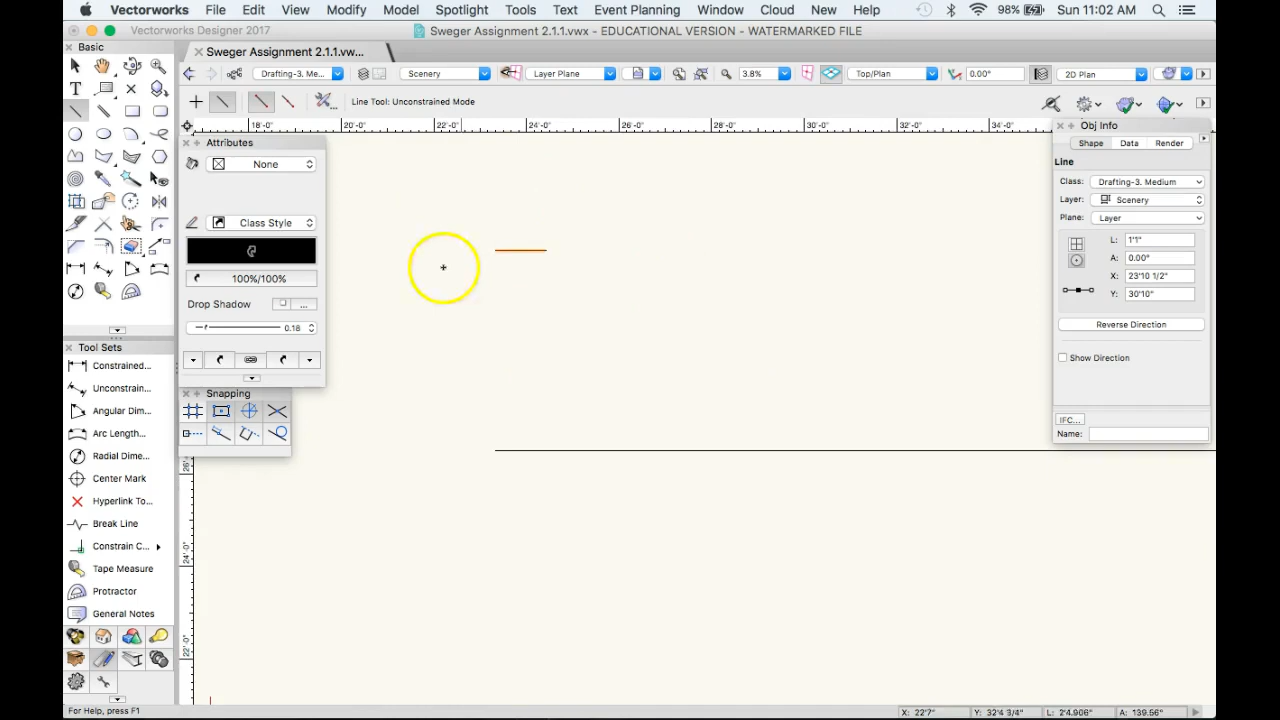 Vectorworks File Edit View Modify Model Spotlight Tools Text Event Planning Window Cloud New Help 98% Sun 11:02 AM
Vectorworks Designer 2017 Sweger Assignment 2.1.1.vwx - EDUCATIONAL VERSION - WATERMARKED FILE
Basic
Sweger Assignment 2.1.1.vw...
Drafting-3. Me... Scenery Layer Plane 3.8% Top/Plan 0.00° 2D Plan
Line Tool: Unconstrained Mode
18'-0" 20'-0" 22'-0" 24'-0" 26'-0" 28'-0" 30'-0" 32'-0" 34'-0"
Attributes
None
Class Style
100%/100%
Drop Shadow ...
0.18
Snapping
Tool Sets
Constrained...
Unconstrain...
Angular Dim...
Arc Length...
Radial Dime...
Center Mark
Hyperlink To...
Break Line
Constrain C...
Tape Measure
Protractor
General Notes
26'-0"
24'-0"
22'-0"
Obj Info
Shape Data Render
Line
Class: Drafting-3. Medium
Layer: Scenery
Plane: Layer
L: 1'1"
A: 0.00°
X: 23'10 1/2"
Y: 30'10"
Reverse Direction
Show Direction
IFC...
Name:
For Help, press F1
X: 22'7" Y: 32'4 3/4" L: 2'4.906" A: 139.56°